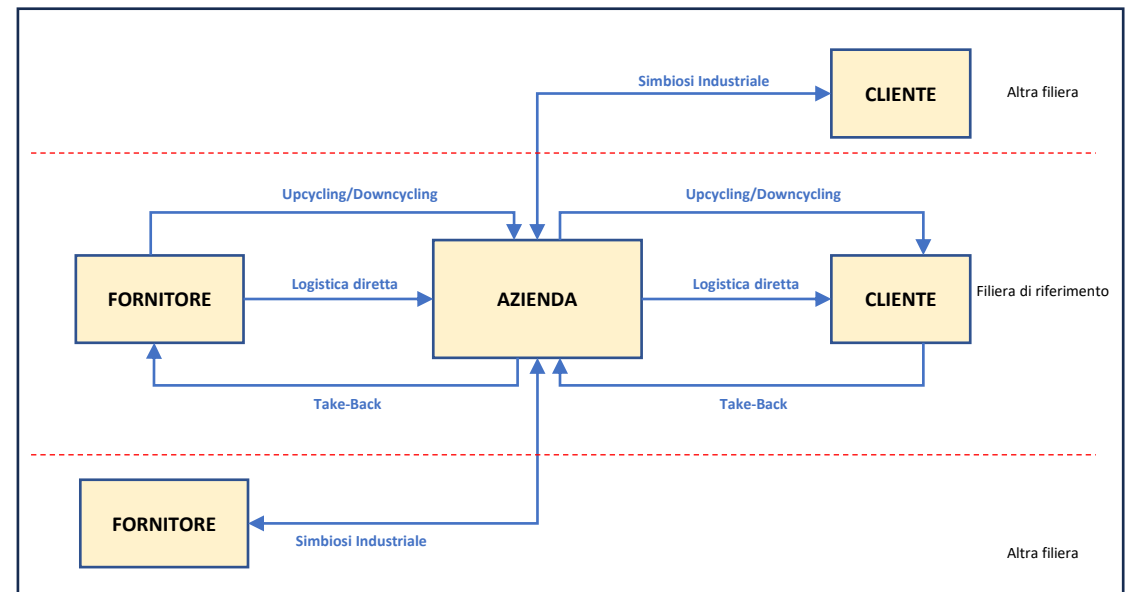 Simbiosi Industriale
CLIENTE
Altra filiera
Upcycling/Downcycling
Upcycling/Downcycling
FORNITORE
Logistica diretta
AZIENDA
Logistica diretta
CLIENTE
Filiera di riferimento
Take-Back
Take-Back
FORNITORE
Simbiosi Industriale
Altra filiera